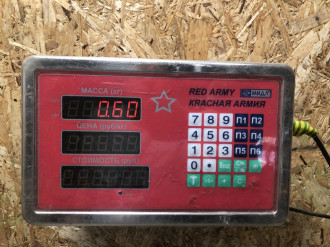 МАССА (кг)
0.60
RED ARMY
МИДЛ
КРАСНАЯ АРМИЯ
ЦЕНА (руб/кг)
7 8 9 П1 П2
4 5 6 П3 П4
1 2 3 П5 П6
СТОИМОСТЬ (руб)
0 •
T C